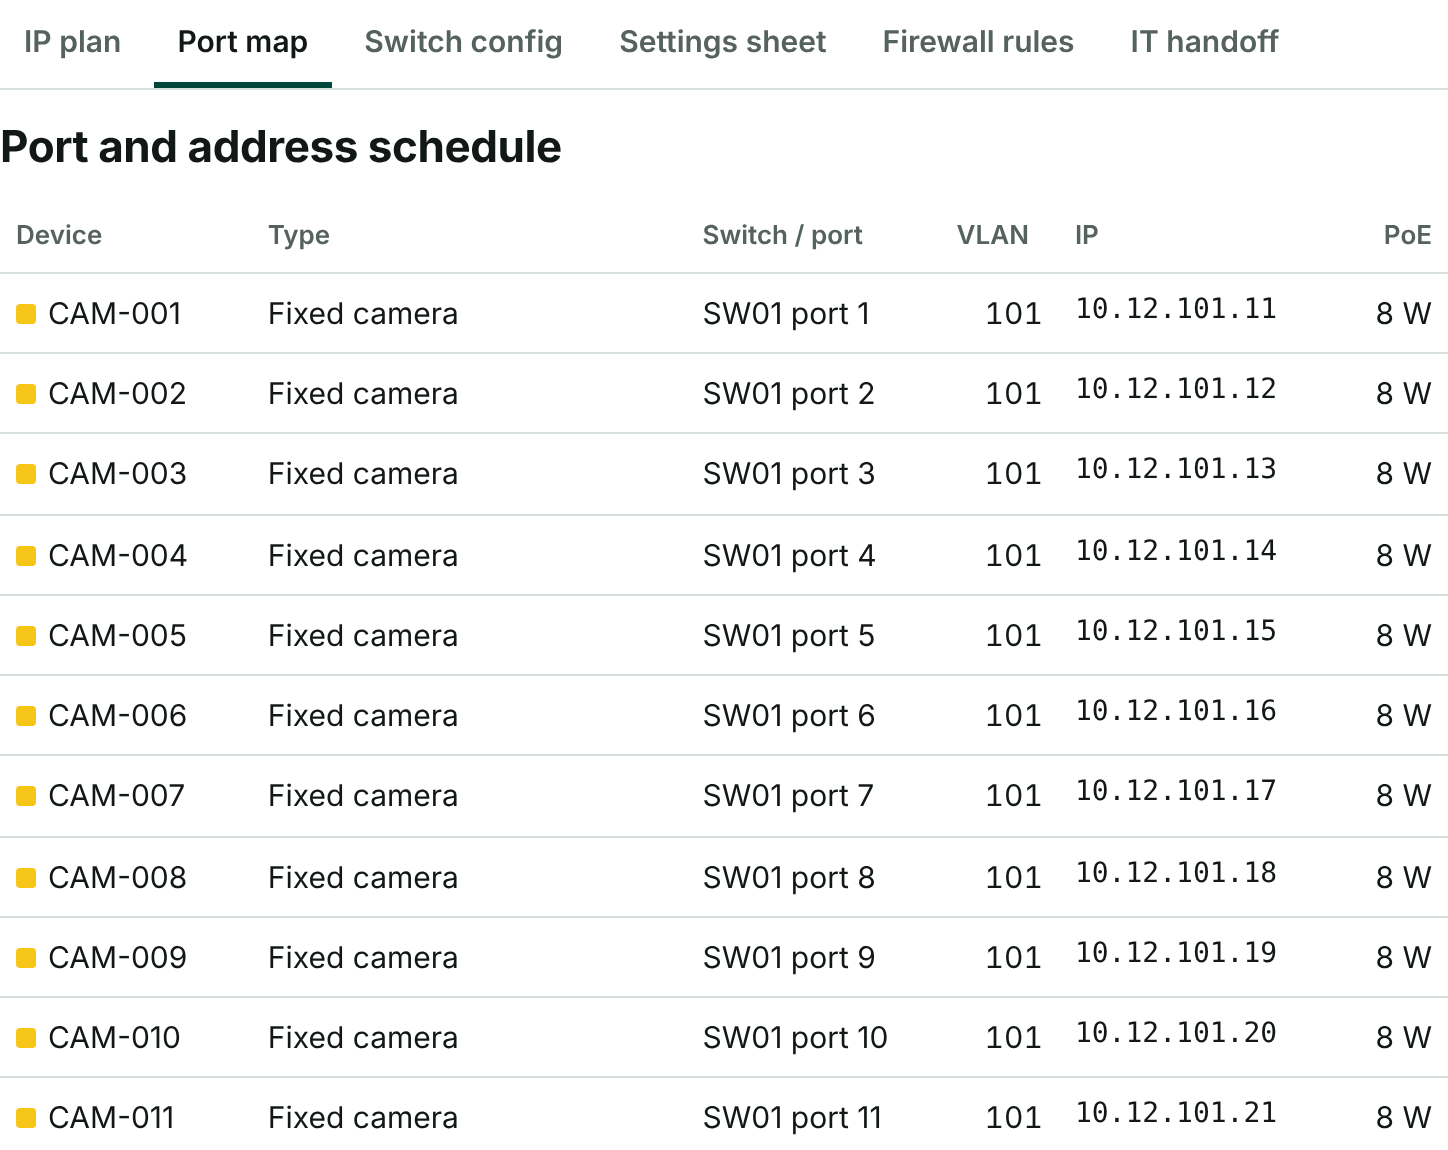 IP plan Port map Switch config Settings sheet Firewall rules IT handoff
Port and address schedule
Device Type Switch / port VLAN IP PoE
CAM-001 Fixed camera SW01 port 1 101 10.12.101.11 8 W
CAM-002 Fixed camera SW01 port 2 101 10.12.101.12 8 W
CAM-003 Fixed camera SW01 port 3 101 10.12.101.13 8 W
CAM-004 Fixed camera SW01 port 4 101 10.12.101.14 8 W
CAM-005 Fixed camera SW01 port 5 101 10.12.101.15 8 W
CAM-006 Fixed camera SW01 port 6 101 10.12.101.16 8 W
CAM-007 Fixed camera SW01 port 7 101 10.12.101.17 8 W
CAM-008 Fixed camera SW01 port 8 101 10.12.101.18 8 W
CAM-009 Fixed camera SW01 port 9 101 10.12.101.19 8 W
CAM-010 Fixed camera SW01 port 10 101 10.12.101.20 8 W
CAM-011 Fixed camera SW01 port 11 101 10.12.101.21 8 W